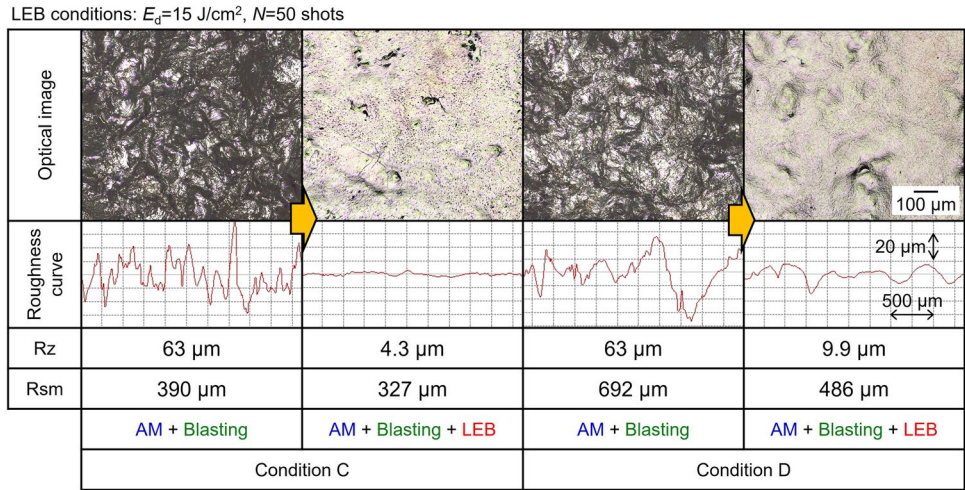 LEB conditions: Ed=15 J/cm², N=50 shots
Optical image
100 µm
Roughness curve
20 µm
500 µm
Rz 63 µm 4.3 µm 63 µm 9.9 µm
Rsm 390 µm 327 µm 692 µm 486 µm
AM + Blasting AM + Blasting + LEB AM + Blasting AM + Blasting + LEB
Condition C Condition D